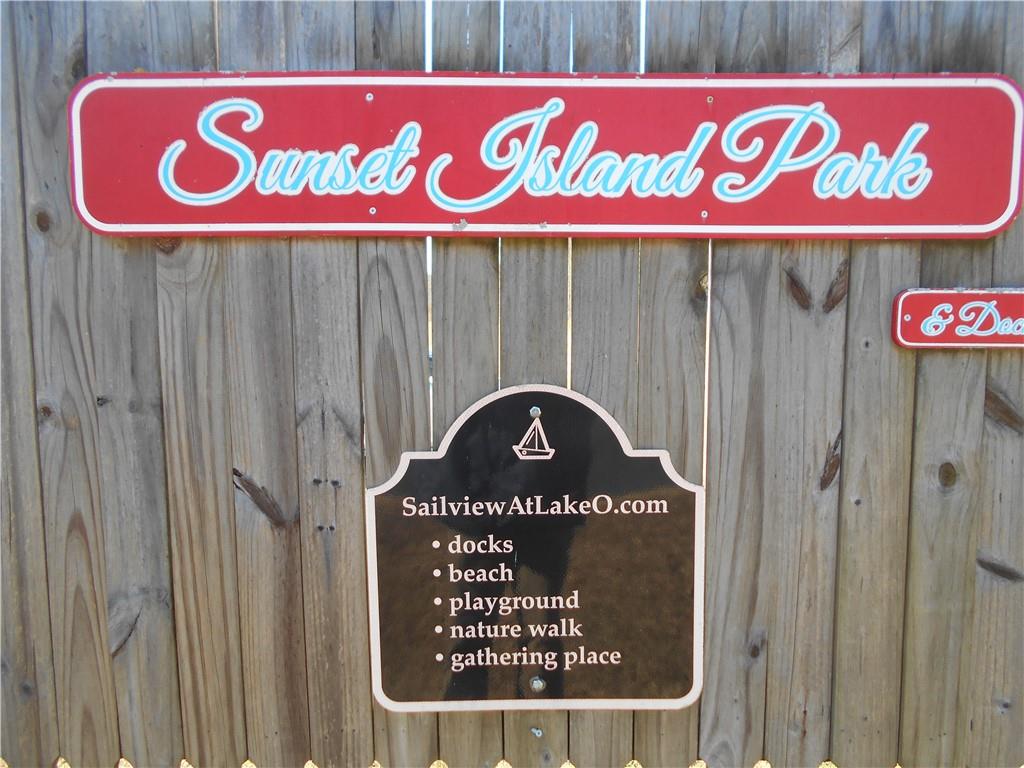 Sunset Island Park
&
SailviewAtLakeO.com
• docks
• beach
• playground
• nature walk
• gathering place